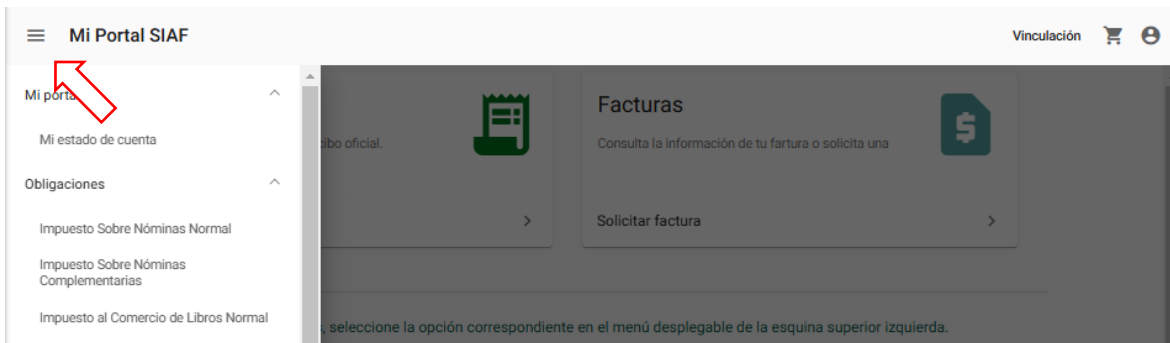 Mi Portal SIAF
Vinculación
Mi porta
Mi estado de cuenta
Obligaciones
Impuesto Sobre Nóminas Normal
Impuesto Sobre Nóminas
Complementarias
Impuesto al Comercio de Libros Normal
oficial.
Facturas
Consulta la información de tu fartura o solicita una
Solicitar factura
, seleccione la opción correspondiente en el menú desplegable de la esquina superior izquierda.